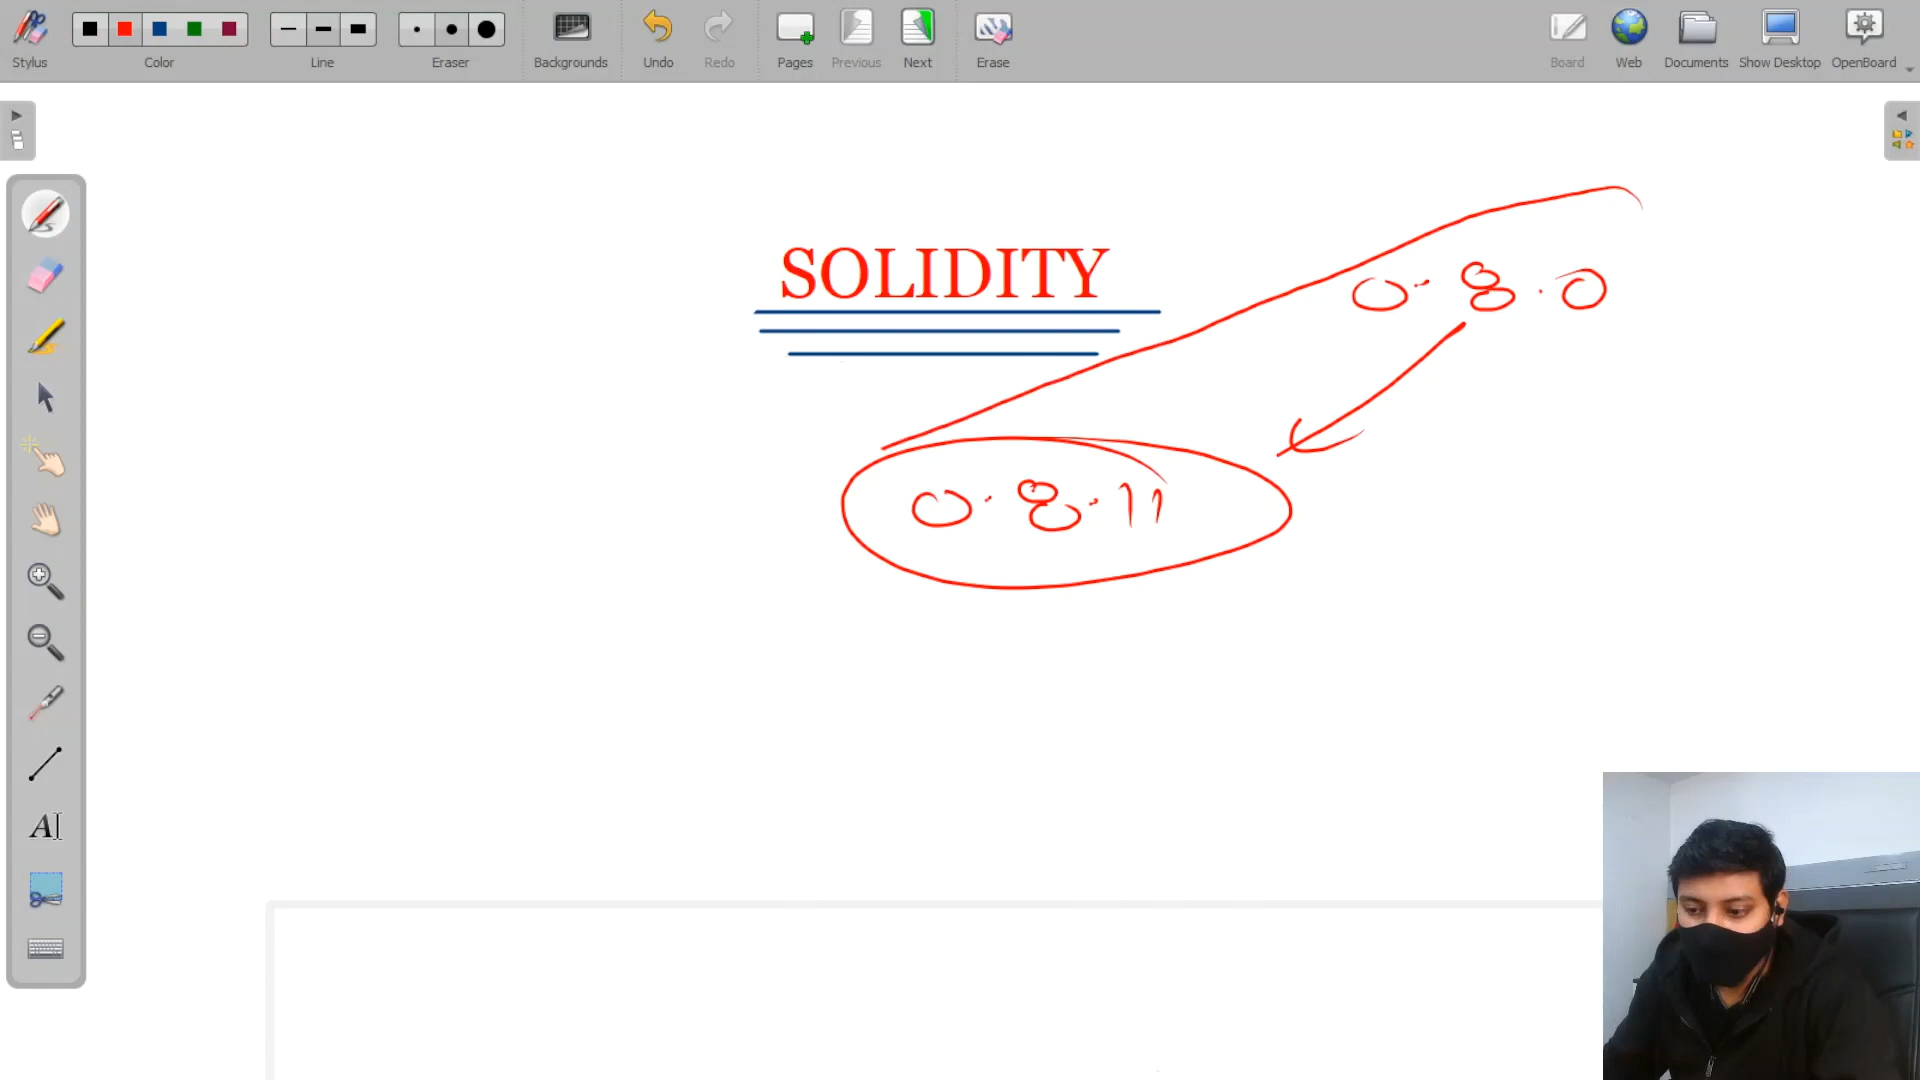 Stylus Color Line Eraser Backgrounds Undo Redo Pages Previous Next Erase Board Web Documents Show Desktop OpenBoard
SOLIDITY
0.8.0
0.8.11
AI